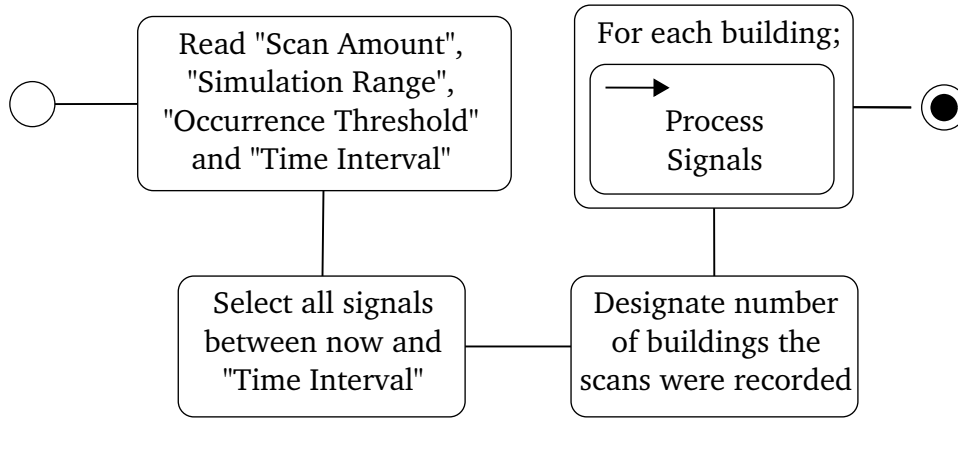 Read "Scan Amount",
"Simulation Range",
"Occurrence Threshold"
and "Time Interval"
Select all signals
between now and
"Time Interval"
Designate number
of buildings the
scans were recorded
For each building;
Process
Signals